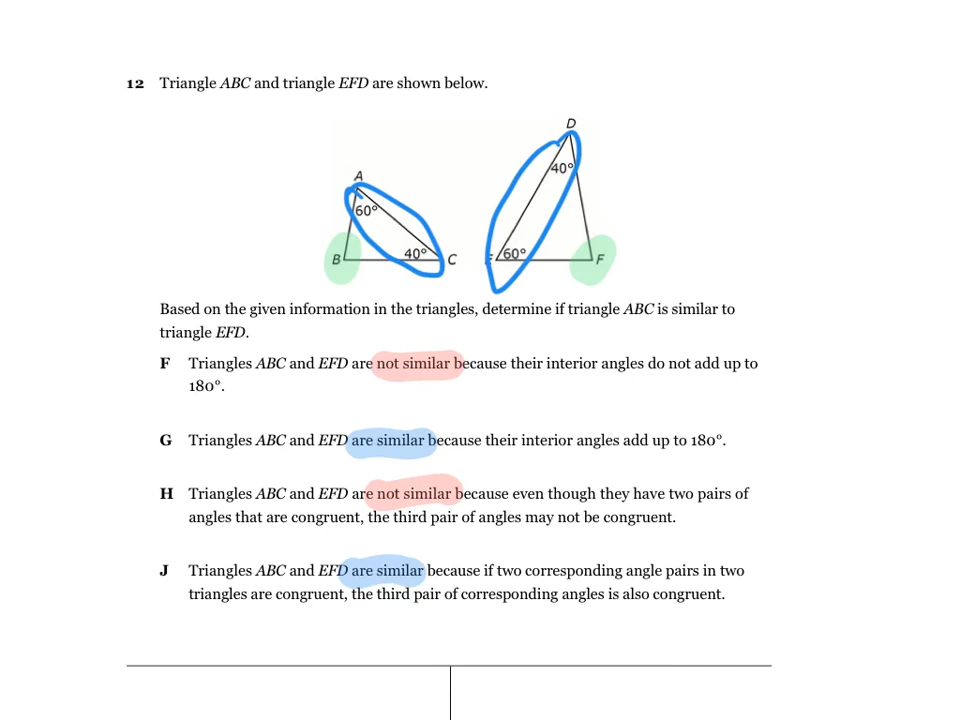 12 Triangle ABC and triangle EFD are shown below.
D
40°
A
60°
B
40°
C
E
60°
F
Based on the given information in the triangles, determine if triangle ABC is similar to
triangle EFD.
F Triangles ABC and EFD are not similar because their interior angles do not add up to
180°.
G Triangles ABC and EFD are similar because their interior angles add up to 180°.
H Triangles ABC and EFD are not similar because even though they have two pairs of
angles that are congruent, the third pair of angles may not be congruent.
J Triangles ABC and EFD are similar because if two corresponding angle pairs in two
triangles are congruent, the third pair of corresponding angles is also congruent.